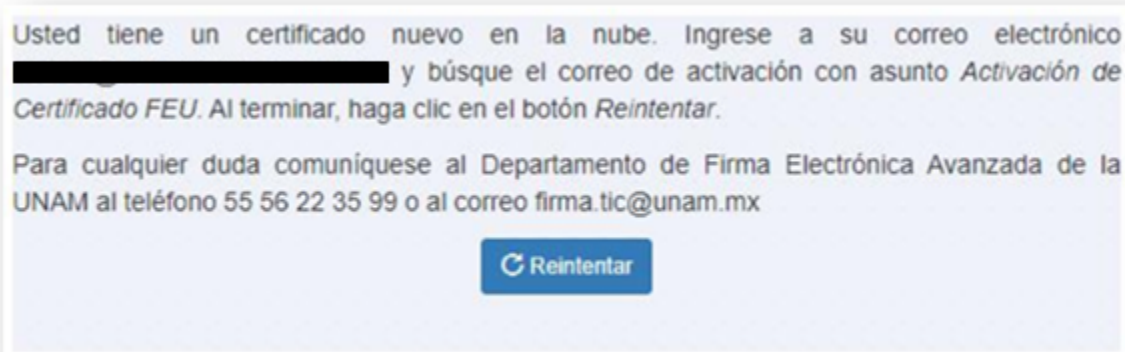 Usted tiene un certificado nuevo en la nube. Ingrese a su correo electrónico
y búsque el correo de activación con asunto Activación de
Certificado FEU. Al terminar, haga clic en el botón Reintentar.
Para cualquier duda comuníquese al Departamento de Firma Electrónica Avanzada de la
UNAM al teléfono 55 56 22 35 99 o al correo firma.tic@unam.mx
Reintentar